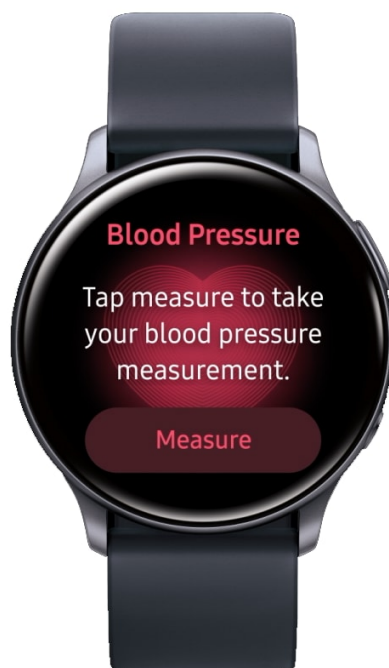 Blood Pressure
Tap measure to take
your blood pressure
measurement.
Measure